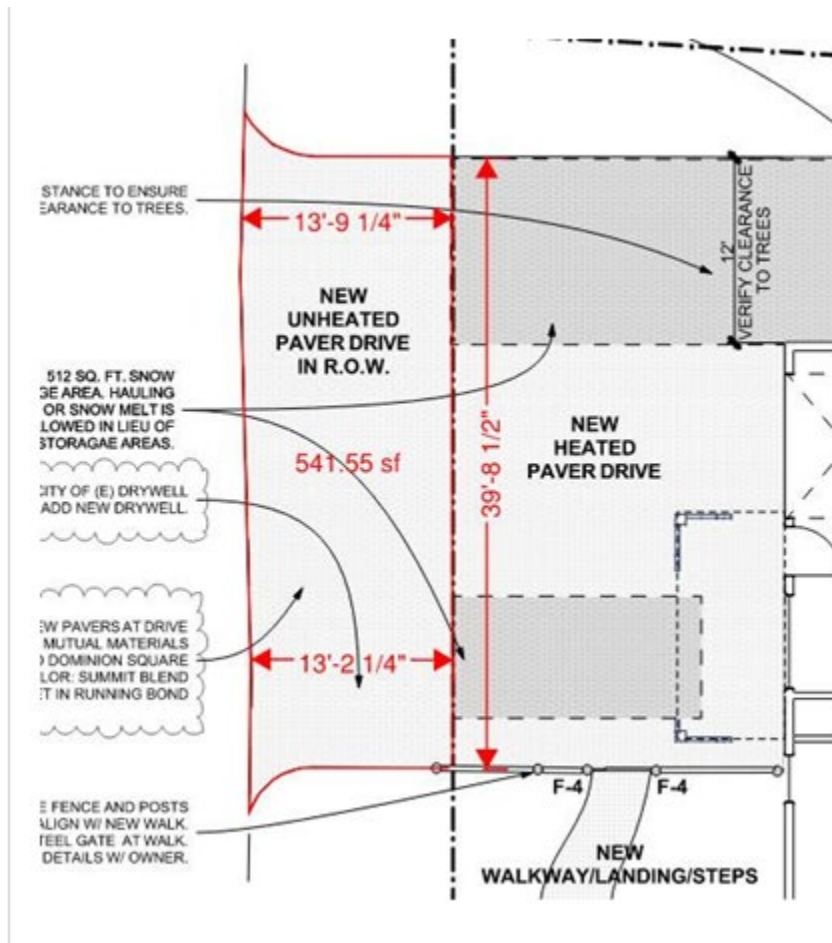 STANCE TO ENSURE
EARANCE TO TREES.
13'-9 1/4"
12'
VERIFY CLEARANCE
TO TREES
NEW
UNHEATED
PAVER DRIVE
IN R.O.W.
512 SQ. FT. SNOW
GE AREA. HAULING
OR SNOW MELT IS
LLOWED IN LIEU OF
STORAGAE AREAS.
541.55 sf
39'-8 1/2"
NEW
HEATED
PAVER DRIVE
CITY OF (E) DRYWELL
ADD NEW DRYWELL.
EW PAVERS AT DRIVE
MUTUAL MATERIALS
DOMINION SQUARE
LOR: SUMMIT BLEND
ET IN RUNNING BOND
13'-2 1/4"
E FENCE AND POSTS
ALIGN W/ NEW WALK.
TEEL GATE AT WALK.
DETAILS W/ OWNER.
F-4
F-4
NEW
WALKWAY/LANDING/STEPS